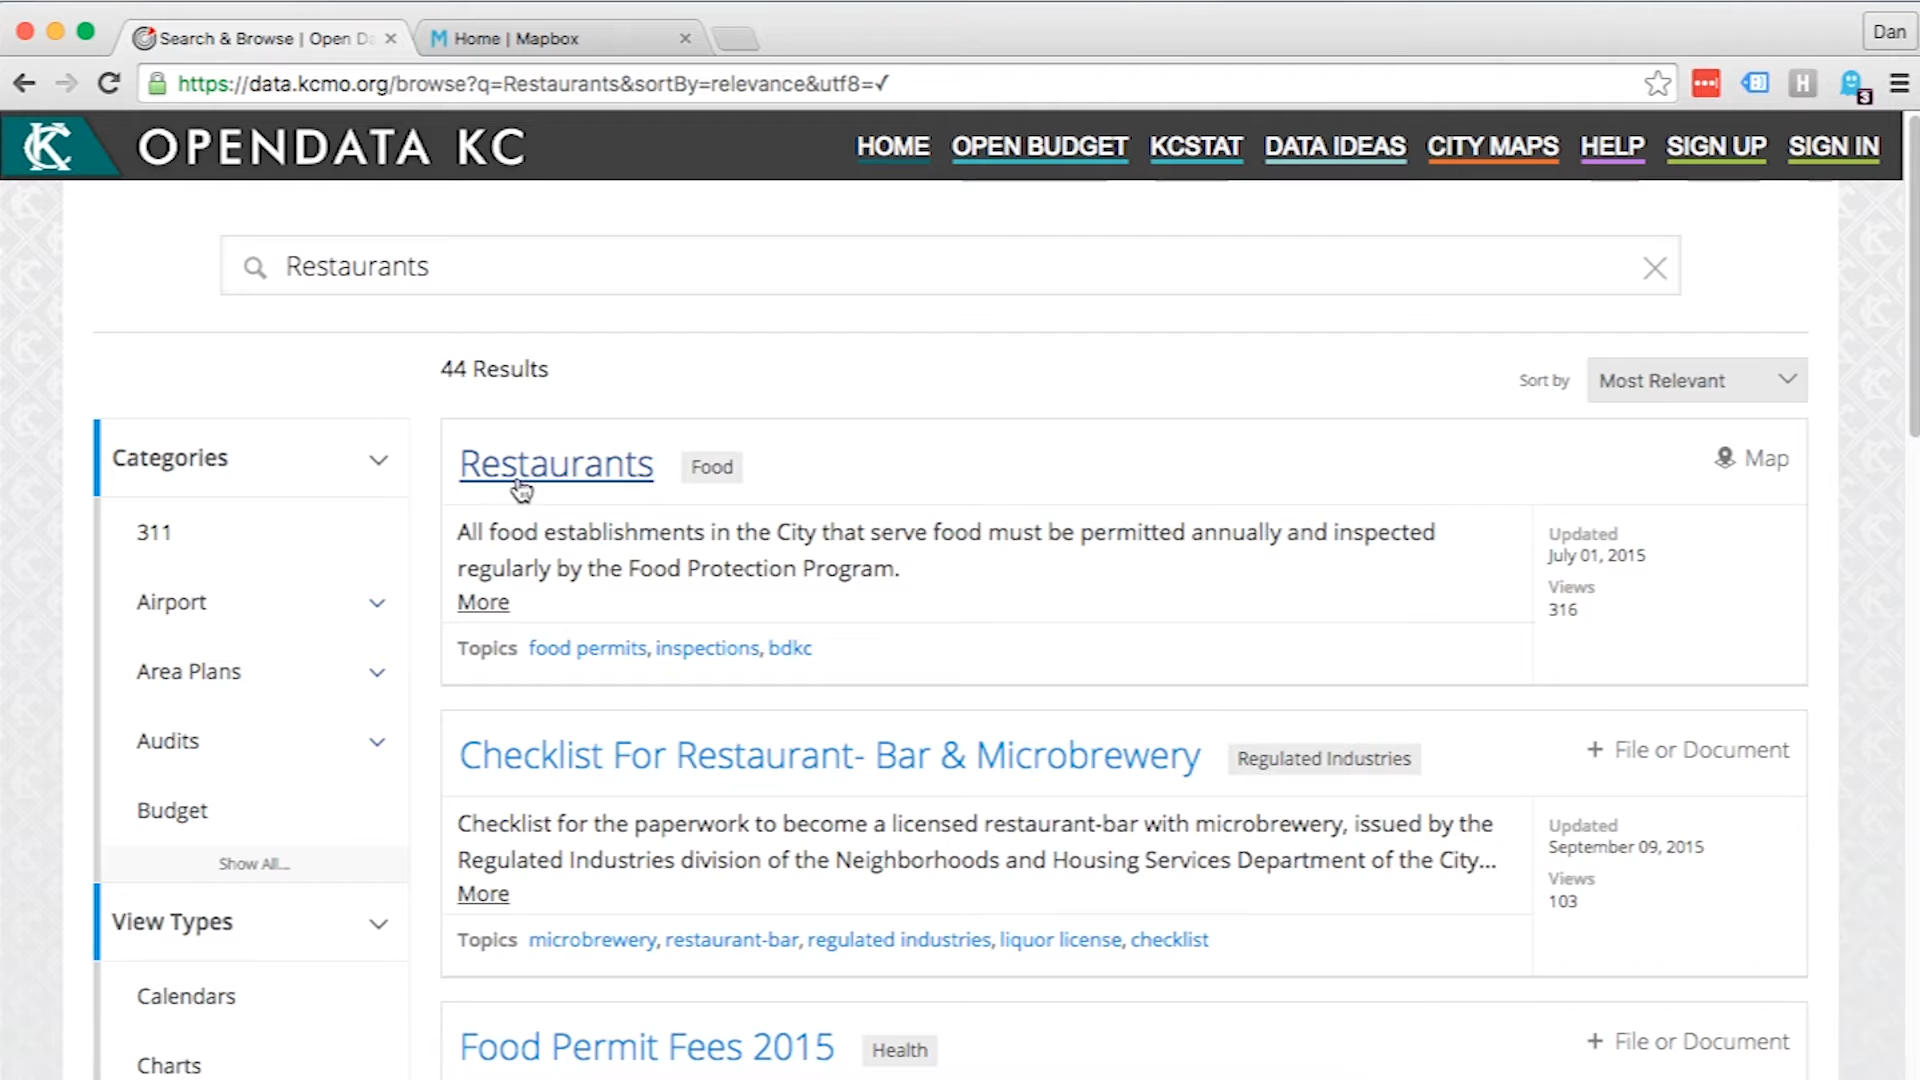 Search & Browse | Open Da
Home | Mapbox
Dan
https://data.kcmo.org/browse?q=Restaurants&sortBy=relevance&utf8=✓
H
3
KC
OPENDATA KC
HOME OPEN BUDGET KCSTAT DATA IDEAS CITY MAPS HELP SIGN UP SIGN IN
Restaurants
44 Results
Sort by
Most Relevant
Categories
311
Airport
Area Plans
Audits
Budget
Show All...
View Types
Calendars
Charts
Restaurants
Food
Map
All food establishments in the City that serve food must be permitted annually and inspected
regularly by the Food Protection Program.
More
Topics food permits, inspections, bdkc
Updated
July 01, 2015
Views
316
Checklist For Restaurant- Bar & Microbrewery
Regulated Industries
+ File or Document
Checklist for the paperwork to become a licensed restaurant-bar with microbrewery, issued by the
Regulated Industries division of the Neighborhoods and Housing Services Department of the City...
More
Topics microbrewery, restaurant-bar, regulated industries, liquor license, checklist
Updated
September 09, 2015
Views
103
Food Permit Fees 2015
Health
+ File or Document